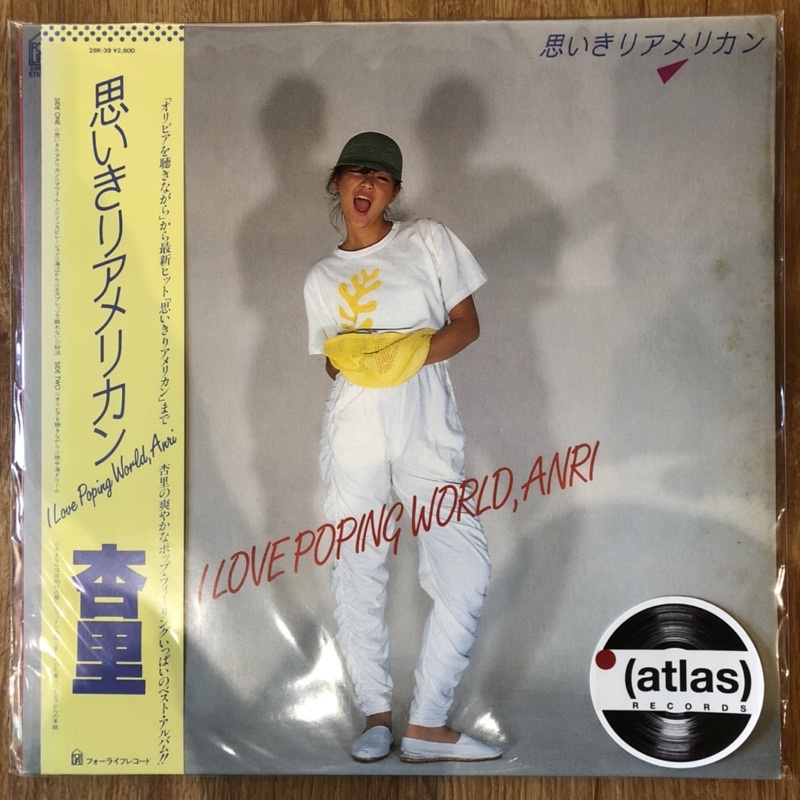 28K-39 ¥2,800
思いきりアメリカン
「オリビアを聴きながら」から最新ヒット「思いきりアメリカン」まで
杏里の爽やかなポップ・フィーリングいっぱいのベスト・アルバム!!
I Love Poping World, Anri
杏里
フォーライフレコード
思いきりアメリカン
I LOVE POPING WORLD, ANRI
(atlas)
RECORDS